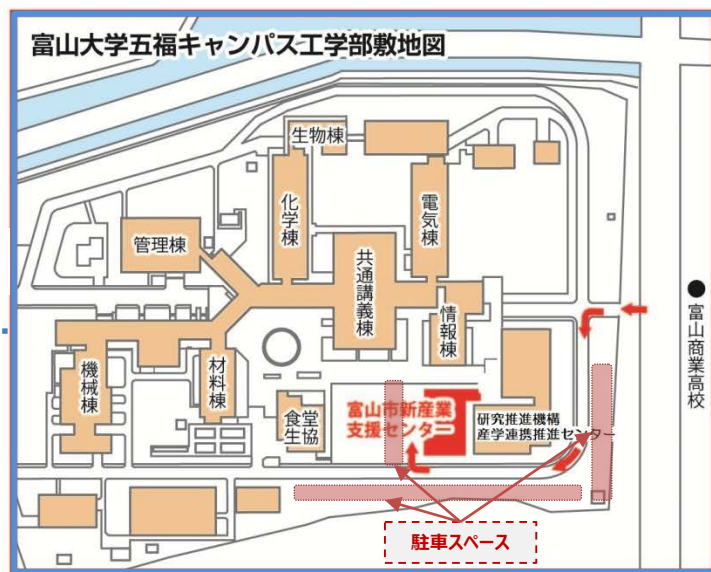 富山大学五福キャンパス工学部敷地図
生物棟
化学棟
電気棟
管理棟
共通講義棟
情報棟
富山商業高校
機械棟
材料棟
食堂
生協
富山市新産業
支援センター
研究推進機構
産学連携推進センター
駐車スペース